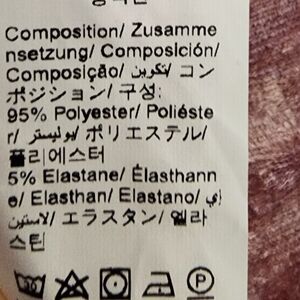 Composition/ Zusamme
nsetzung/ Composición/
Composição/ تكوين/ コン
ポジション/ 구성:
95% Polyester/ Poliéste
r/ بوليستر/ ポリエステル/
폴리에스터
5% Elastane/ Élasthann
e/ Elasthan/ Elastano/ إي
لاستين/ エラスタン/ 엘라
스틴
P